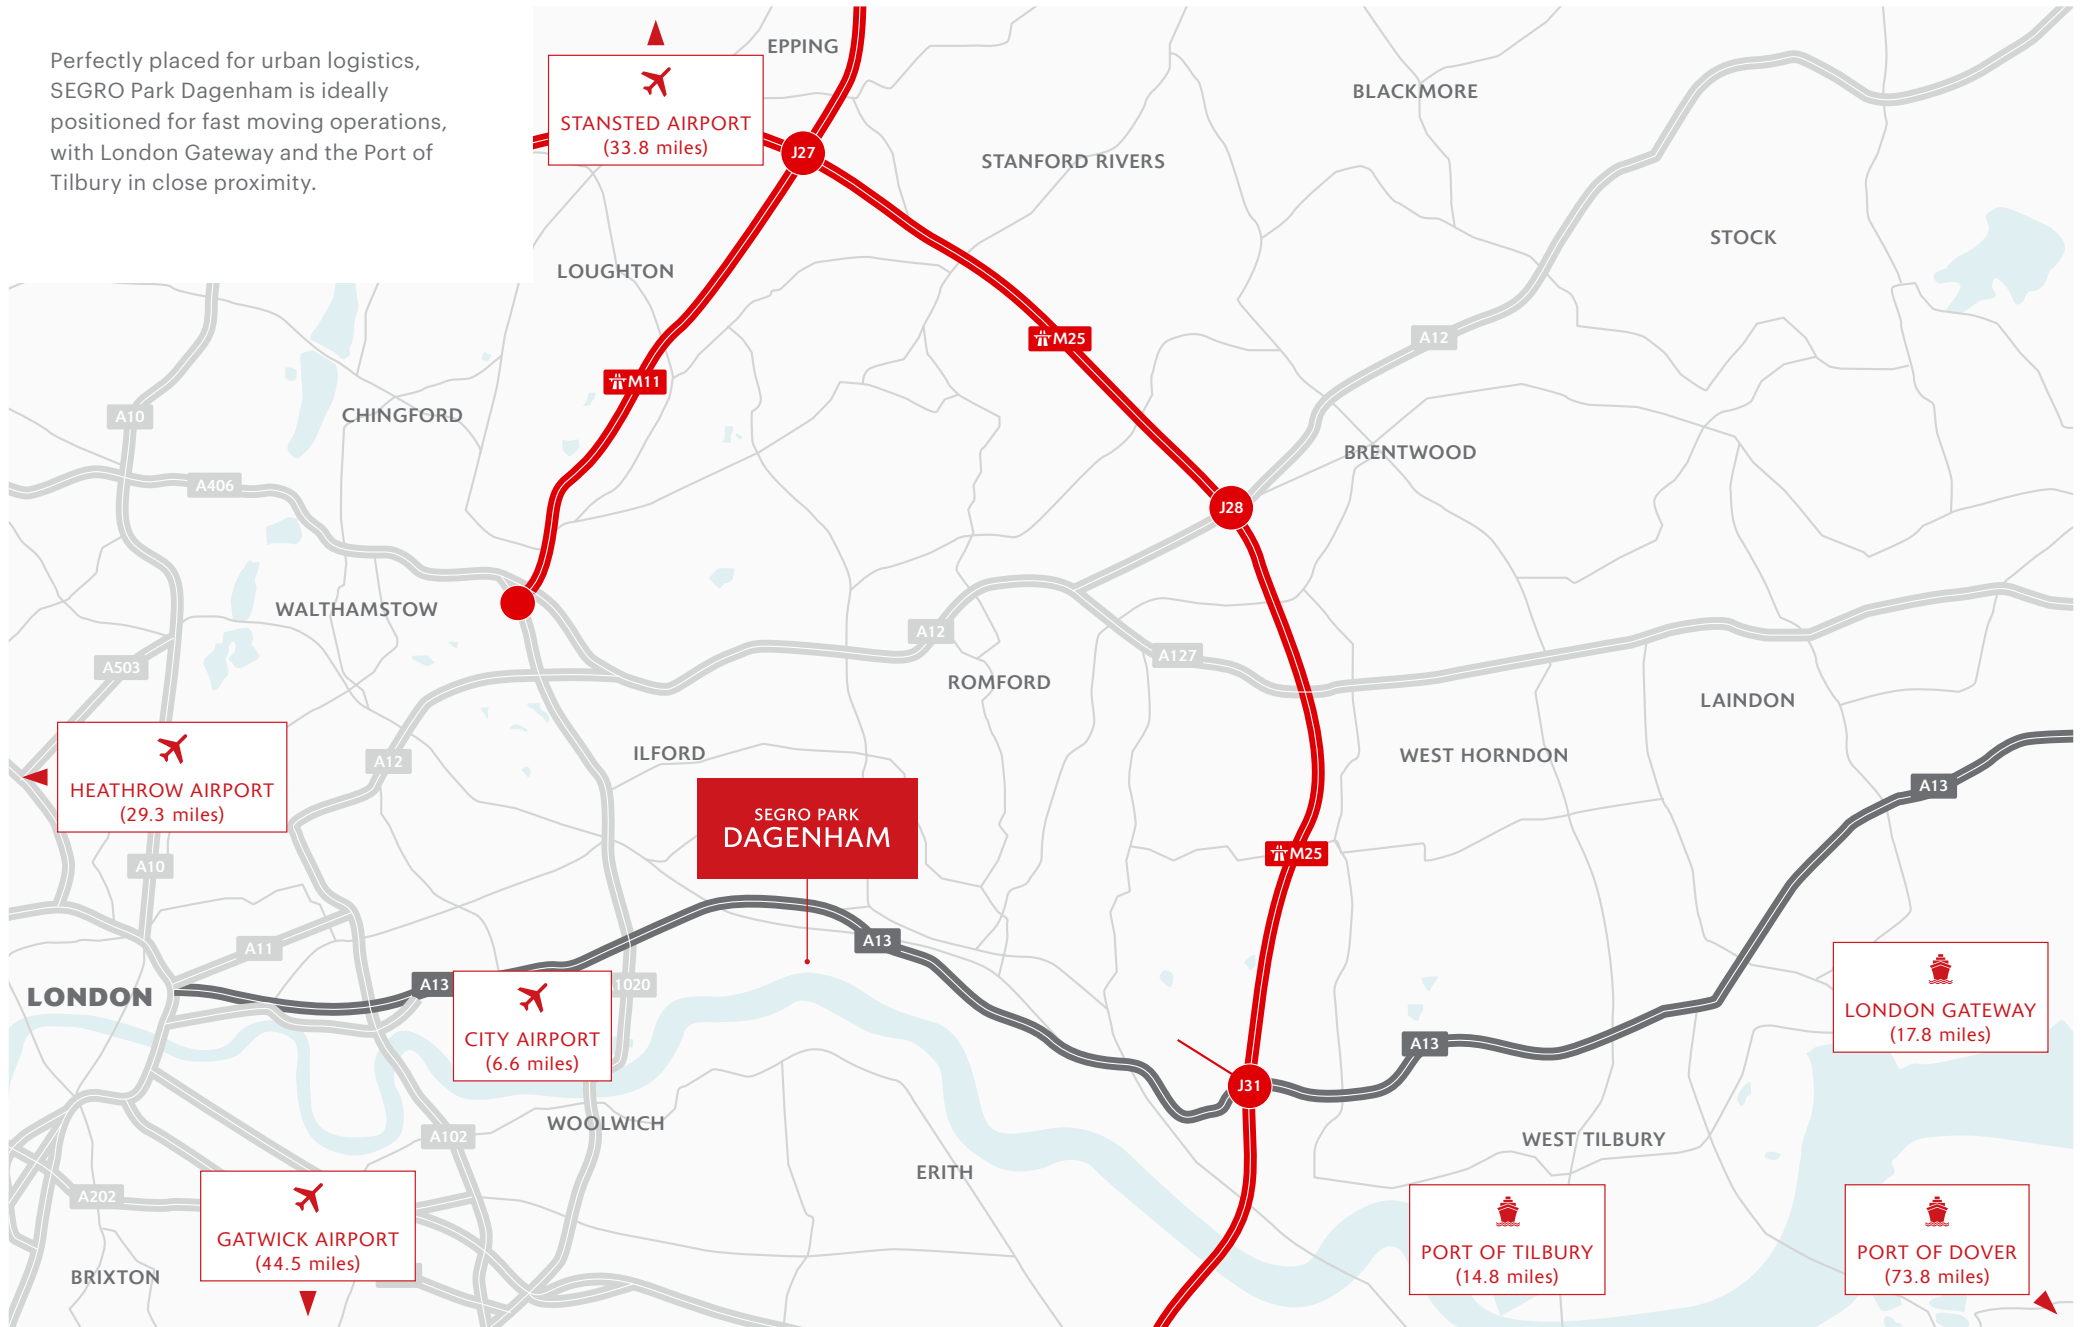 Perfectly placed for urban logistics,
SEGRO Park Dagenham is ideally
positioned for fast moving operations,
with London Gateway and the Port of
Tilbury in close proximity.
EPPING
STANSTED AIRPORT
(33.8 miles)
J27
BLACKMORE
STANFORD RIVERS
STOCK
LOUGHTON
M25
A12
M11
CHINGFORD
A10
BRENTWOOD
A406
J28
WALTHAMSTOW
A12
A503
A127
ROMFORD
LAINDON
HEATHROW AIRPORT
(29.3 miles)
A12
ILFORD
WEST HORNDON
A13
SEGRO PARK
DAGENHAM
M25
A10
A11
A13
LONDON
A13
A1020
CITY AIRPORT
(6.6 miles)
LONDON GATEWAY
(17.8 miles)
A13
J31
WOOLWICH
A102
WEST TILBURY
ERITH
A202
GATWICK AIRPORT
(44.5 miles)
PORT OF TILBURY
(14.8 miles)
PORT OF DOVER
(73.8 miles)
BRIXTON